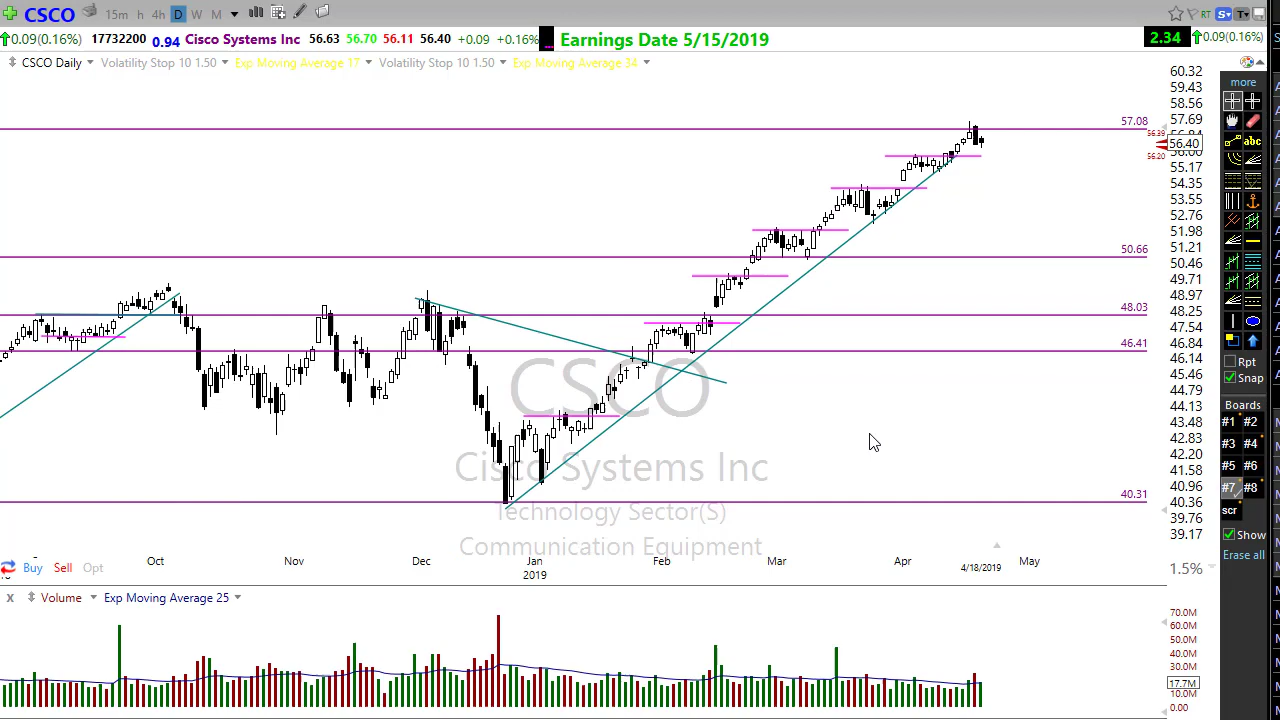 CSCO 15m h 4h D W M RT S T
0.09(0.16%) 17732200 0.94 Cisco Systems Inc 56.63 56.70 56.11 56.40 +0.09 +0.16% ... Earnings Date 5/15/2019 2.34 0.09(0.16%)
CSCO Daily Volatility Stop 10 1.50 Exp Moving Average 17 Volatility Stop 10 1.50 Exp Moving Average 34
60.32
59.43
58.56
57.69
57.08
56.39
56.40
56.20
55.17
54.35
53.55
52.76
51.98
51.21
50.66
50.46
49.71
48.97
48.03
48.25
47.54
46.84
46.41
46.14
45.46
44.79
44.13
43.48
42.83
42.20
41.58
40.96
40.31
40.36
39.76
39.17
CSCO
Cisco Systems Inc
Technology Sector(S)
Communication Equipment
more
abc
Rpt
Snap
Boards
#1 #2
#3 #4
#5 #6
#7 #8
scr
Show
Erase all
Oct Nov Dec Jan Feb Mar Apr May
2019 4/18/2019
Buy Sell Opt 1.5%
x Volume Exp Moving Average 25
70.0M
60.0M
50.0M
40.0M
30.0M
17.7M
10.0M
0.00